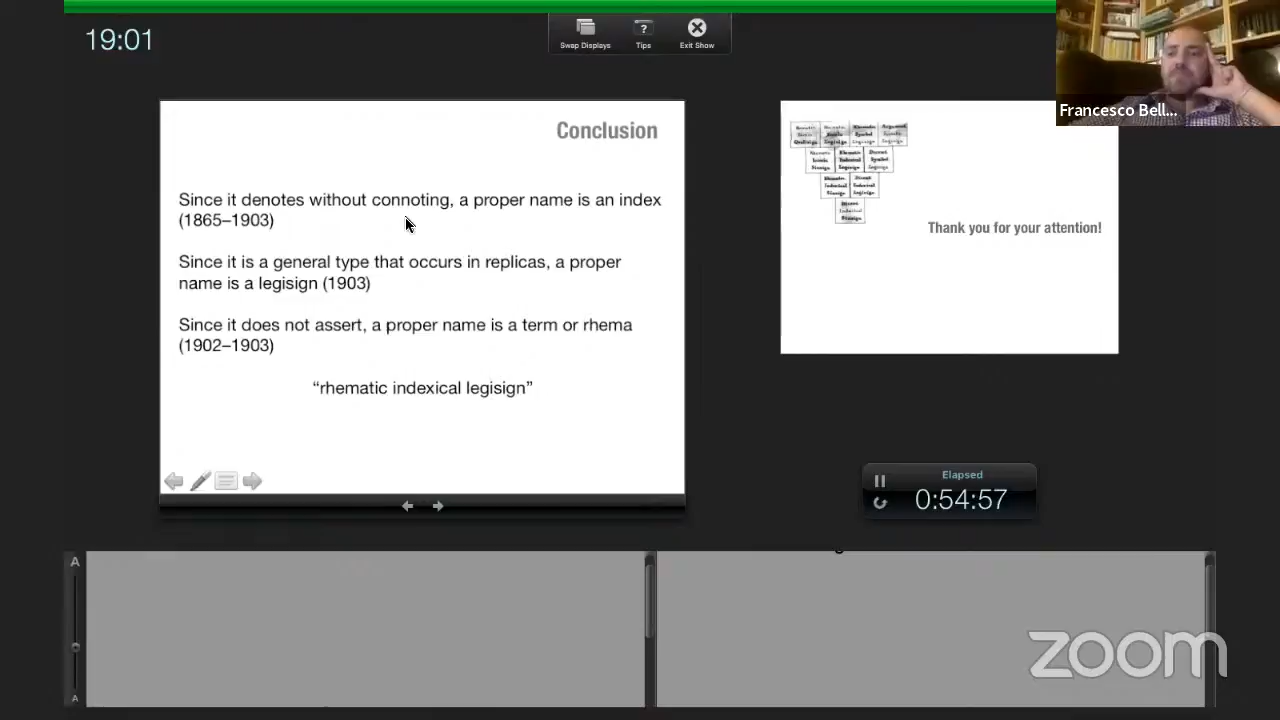 19:01
Swap Displays
Tips
Exit Show
Francesco Bell...
Conclusion
Since it denotes without connoting, a proper name is an index
(1865–1903)
Since it is a general type that occurs in replicas, a proper
name is a legisign (1903)
Since it does not assert, a proper name is a term or rhema
(1902–1903)
“rhematic indexical legisign”
Thank you for your attention!
Elapsed
0:54:57
A
A
zoom